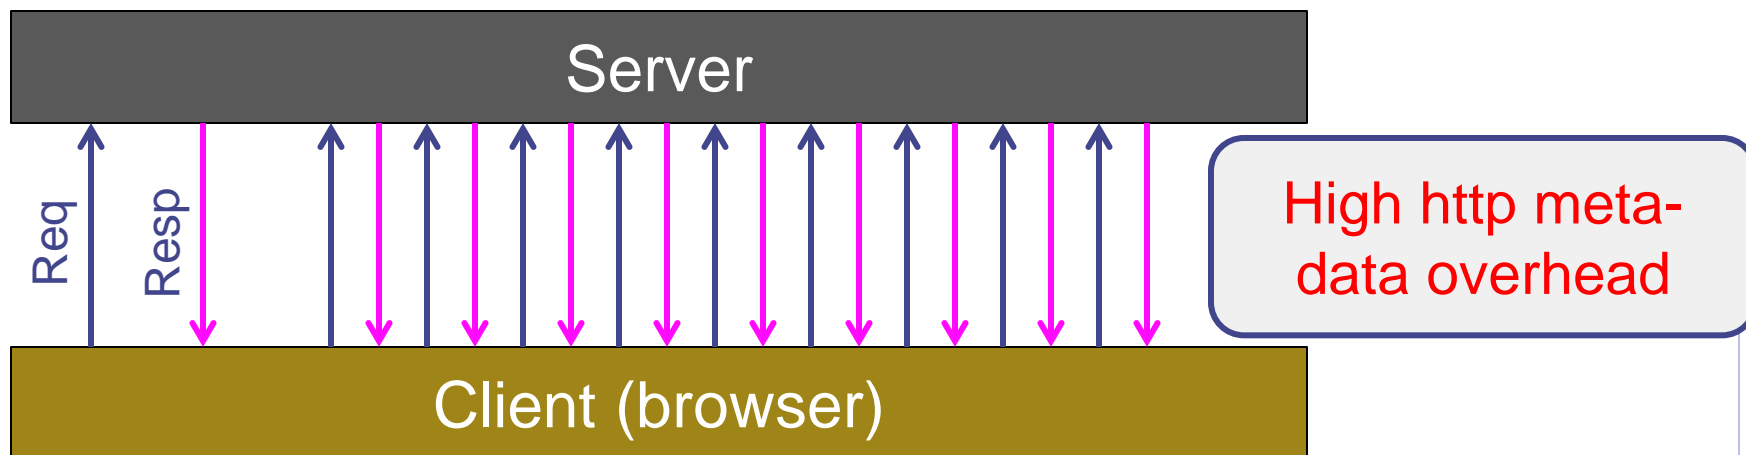 Server
Req
Resp
High http meta-
data overhead
Client (browser)